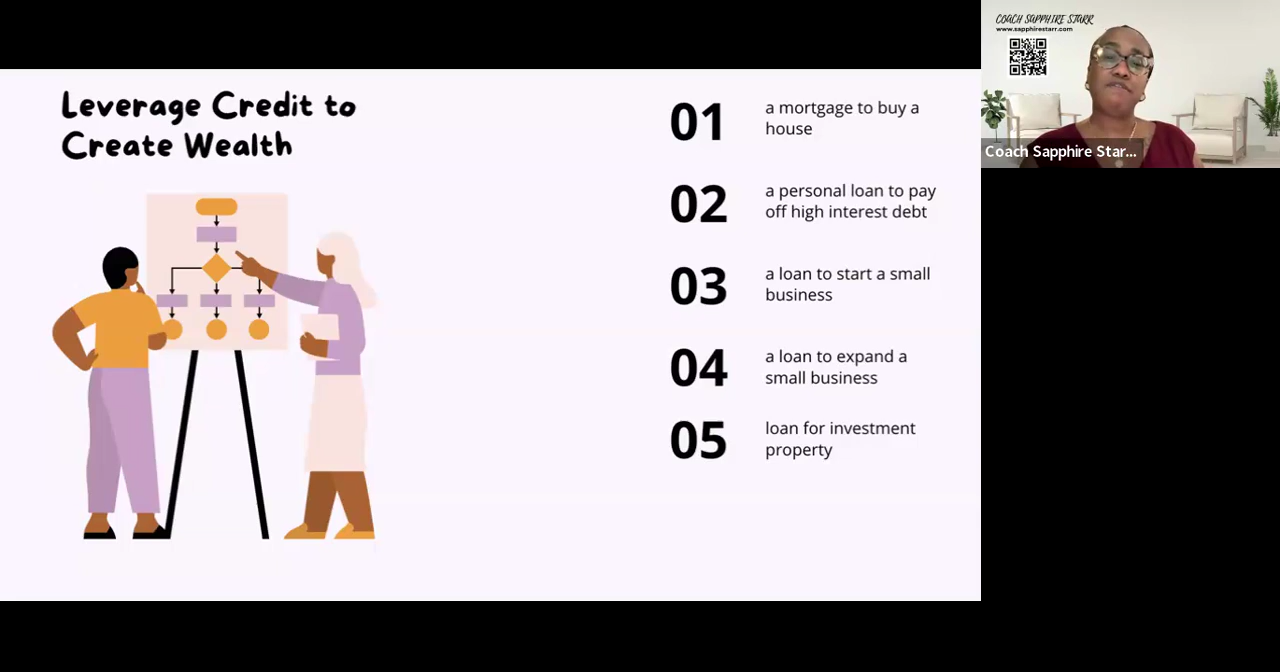 Leverage Credit to
Create Wealth
01
a mortgage to buy a
house
02
a personal loan to pay
off high interest debt
03
a loan to start a small
business
04
a loan to expand a
small business
05
loan for investment
property
COACH SAPPHIRE STARR
www.sapphirestarr.com
Coach Sapphire Star...